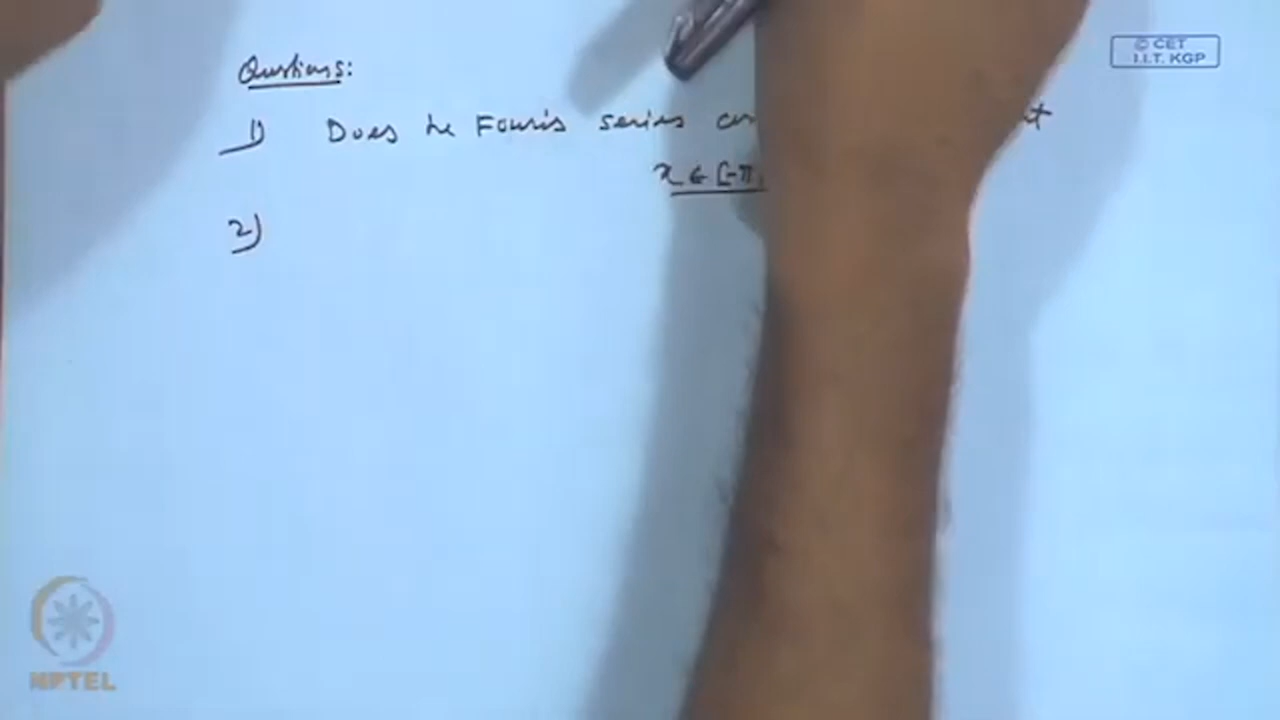 © CET
I.I.T. KGP
Questions:
1) Does the Fourier series
x ∈ [-π,
2)
NPTEL